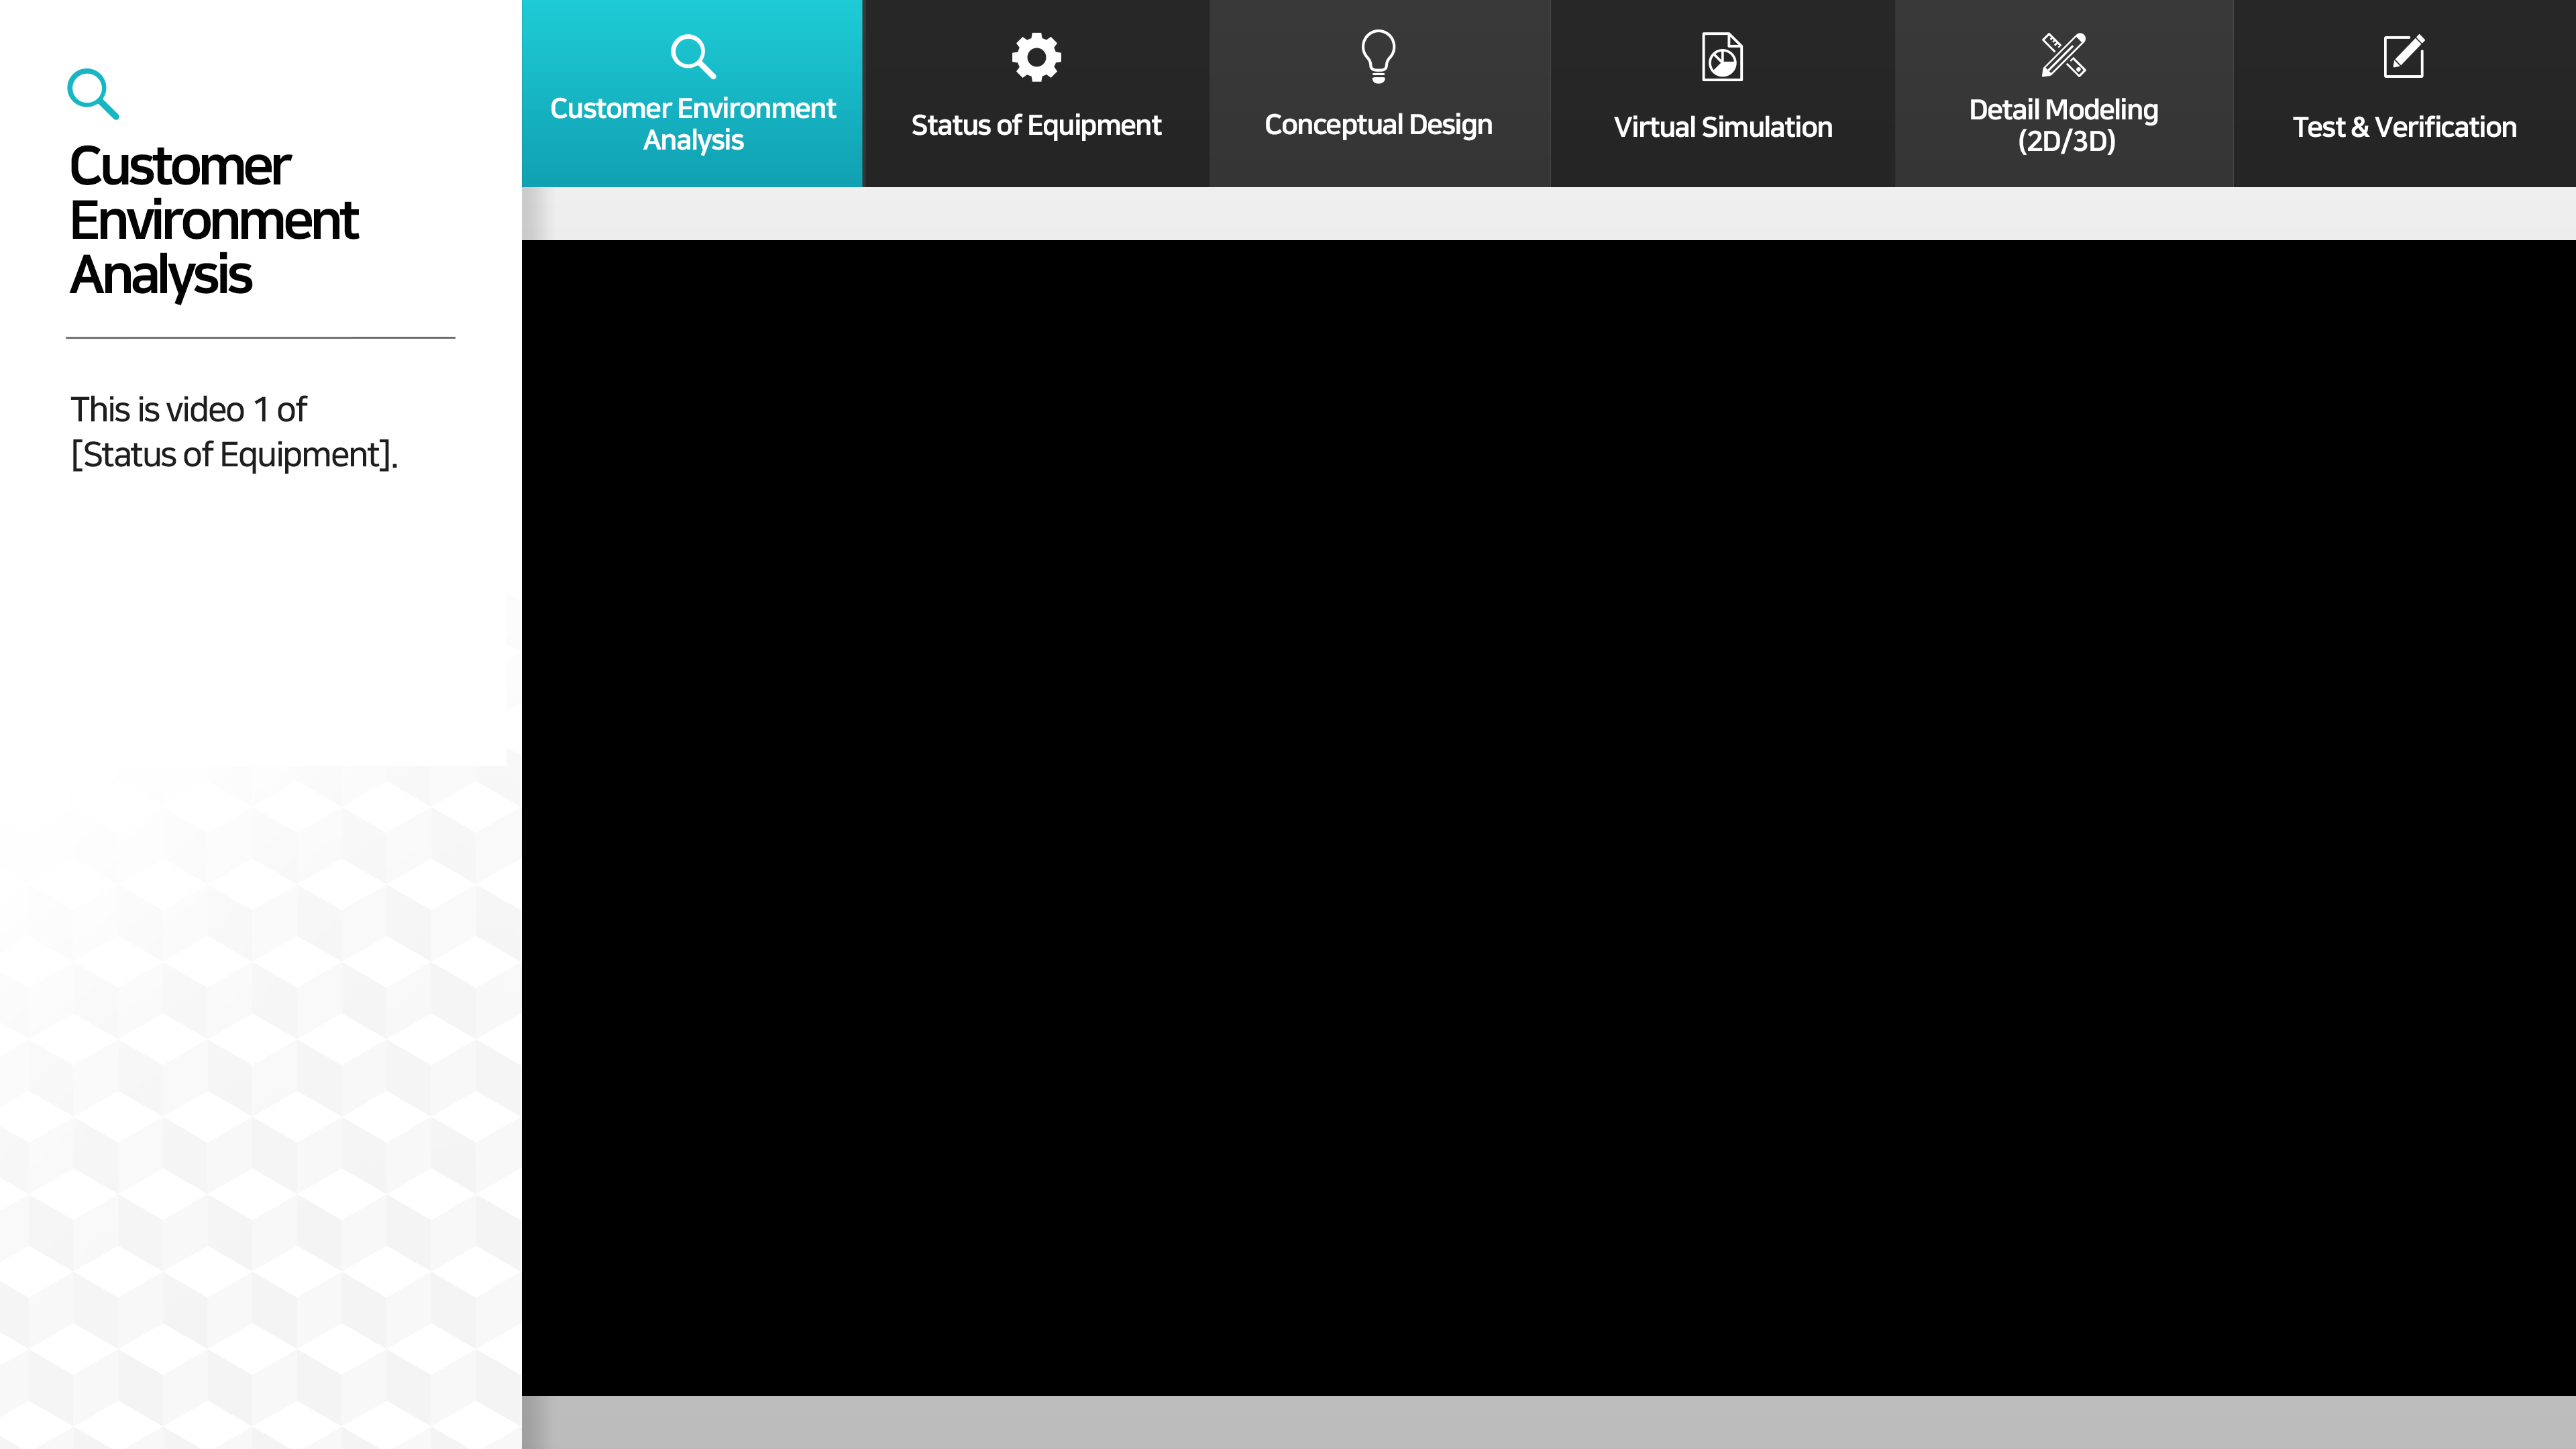 Customer
Environment
Analysis
This is video 1 of
[Status of Equipment].
Customer Environment
Analysis
Status of Equipment
Conceptual Design
Virtual Simulation
Detail Modeling
(2D/3D)
Test & Verification